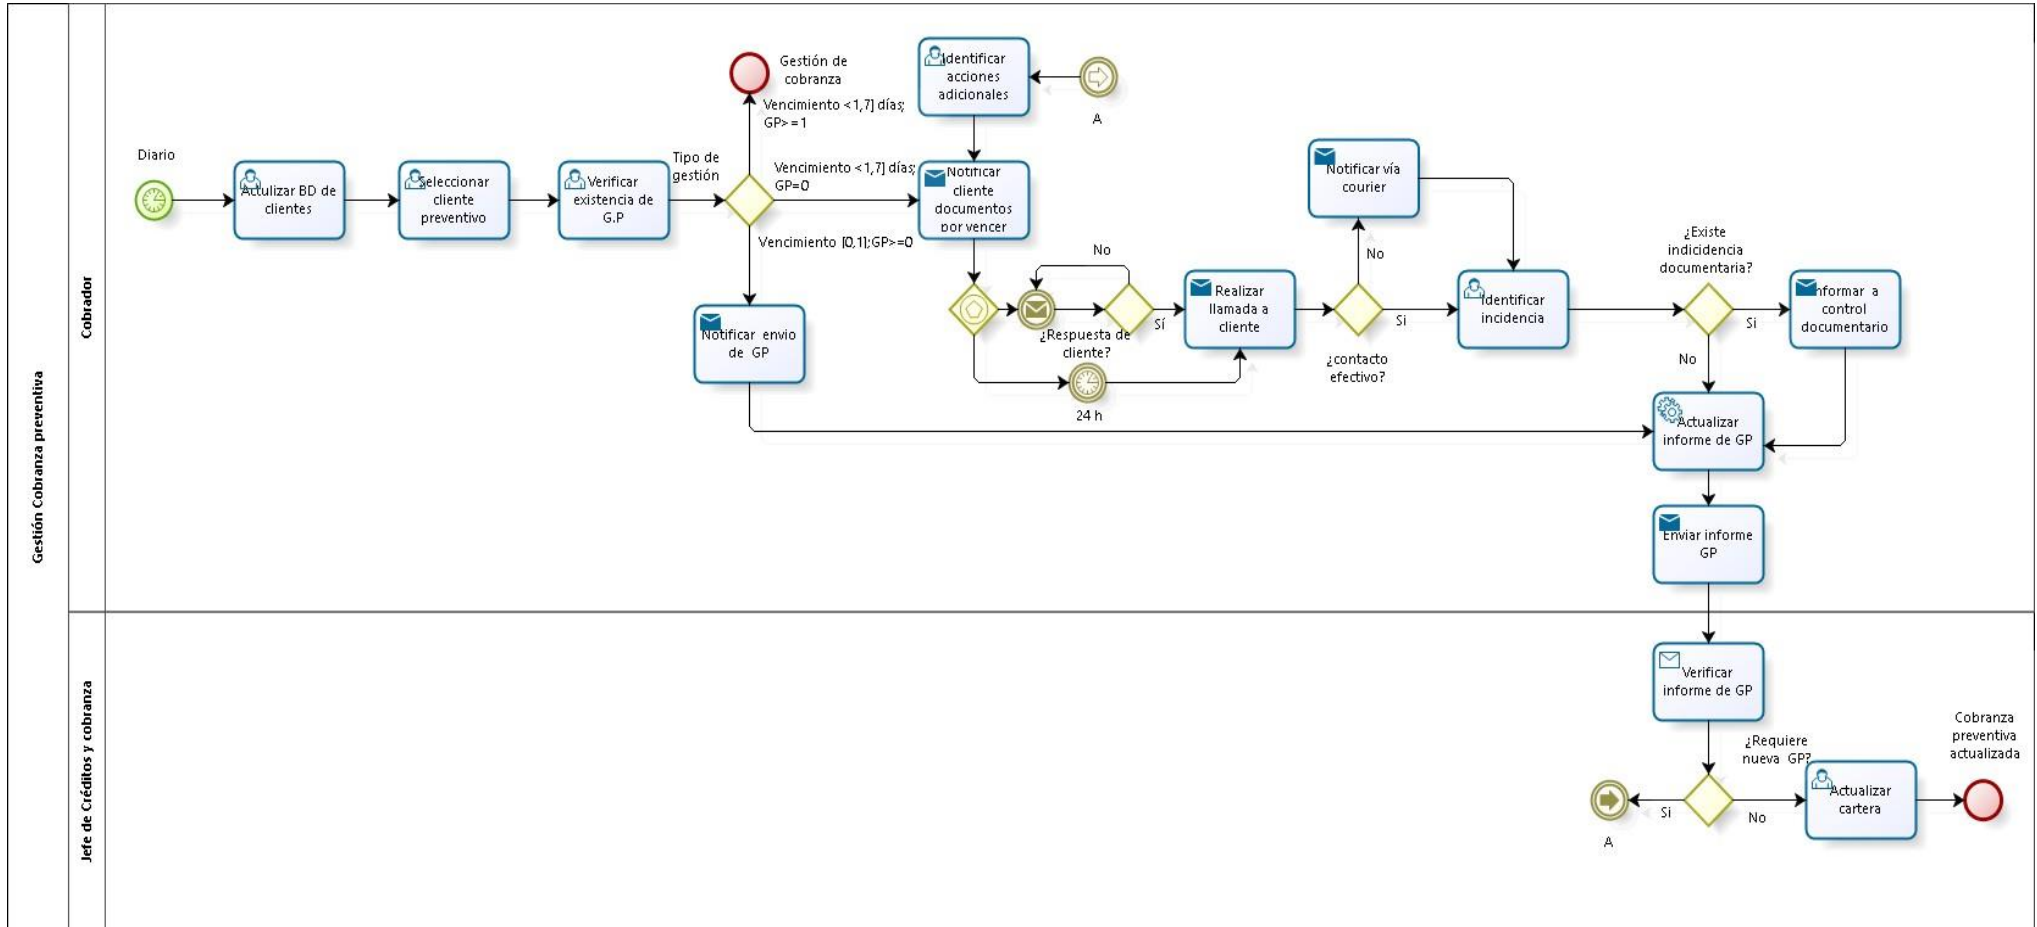 Gestión Cobranza preventiva
Cobrador
Jefe de Créditos y cobranza
Diario
Actulizar BD de
clientes
Seleccionar
cliente
preventivo
Verificar
existencia de
G.P
Tipo de
gestión
Gestión de
cobranza
Vencimiento <1,7] días;
GP>=1
Vencimiento <1,7] días;
GP=0
Vencimiento [0,1];GP>=0
Notificar envio
de GP
Identificar
acciones
adicionales
A
Notificar
cliente
documentos
por vencer
No
Sí
¿Respuesta de
cliente?
24 h
Realizar
llamada a
cliente
¿contacto
efectivo?
No
Si
Notificar vía
courier
Identificar
incidencia
¿Existe
indicidencia
documentaria?
Si
No
Informar a
control
documentario
Actualizar
informe de GP
Enviar informe
GP
Verificar
informe de GP
¿Requiere
nueva GP?
Si
No
A
Actualizar
cartera
Cobranza
preventiva
actualizada